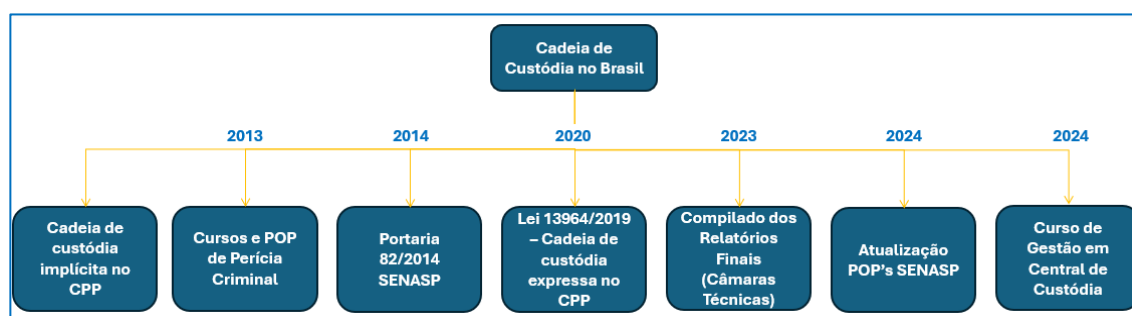 Cadeia de
Custódia no Brasil
2013
2014
2020
2023
2024
2024
Cadeia de
custódia
implícita no
CPP
Cursos e POP
de Perícia
Criminal
Portaria
82/2014
SENASP
Lei 13964/2019
– Cadeia de
custódia
expressa no
CPP
Compilado dos
Relatórios
Finais
(Câmaras
Técnicas)
Atualização
POP's SENASP
Curso de
Gestão em
Central de
Custódia